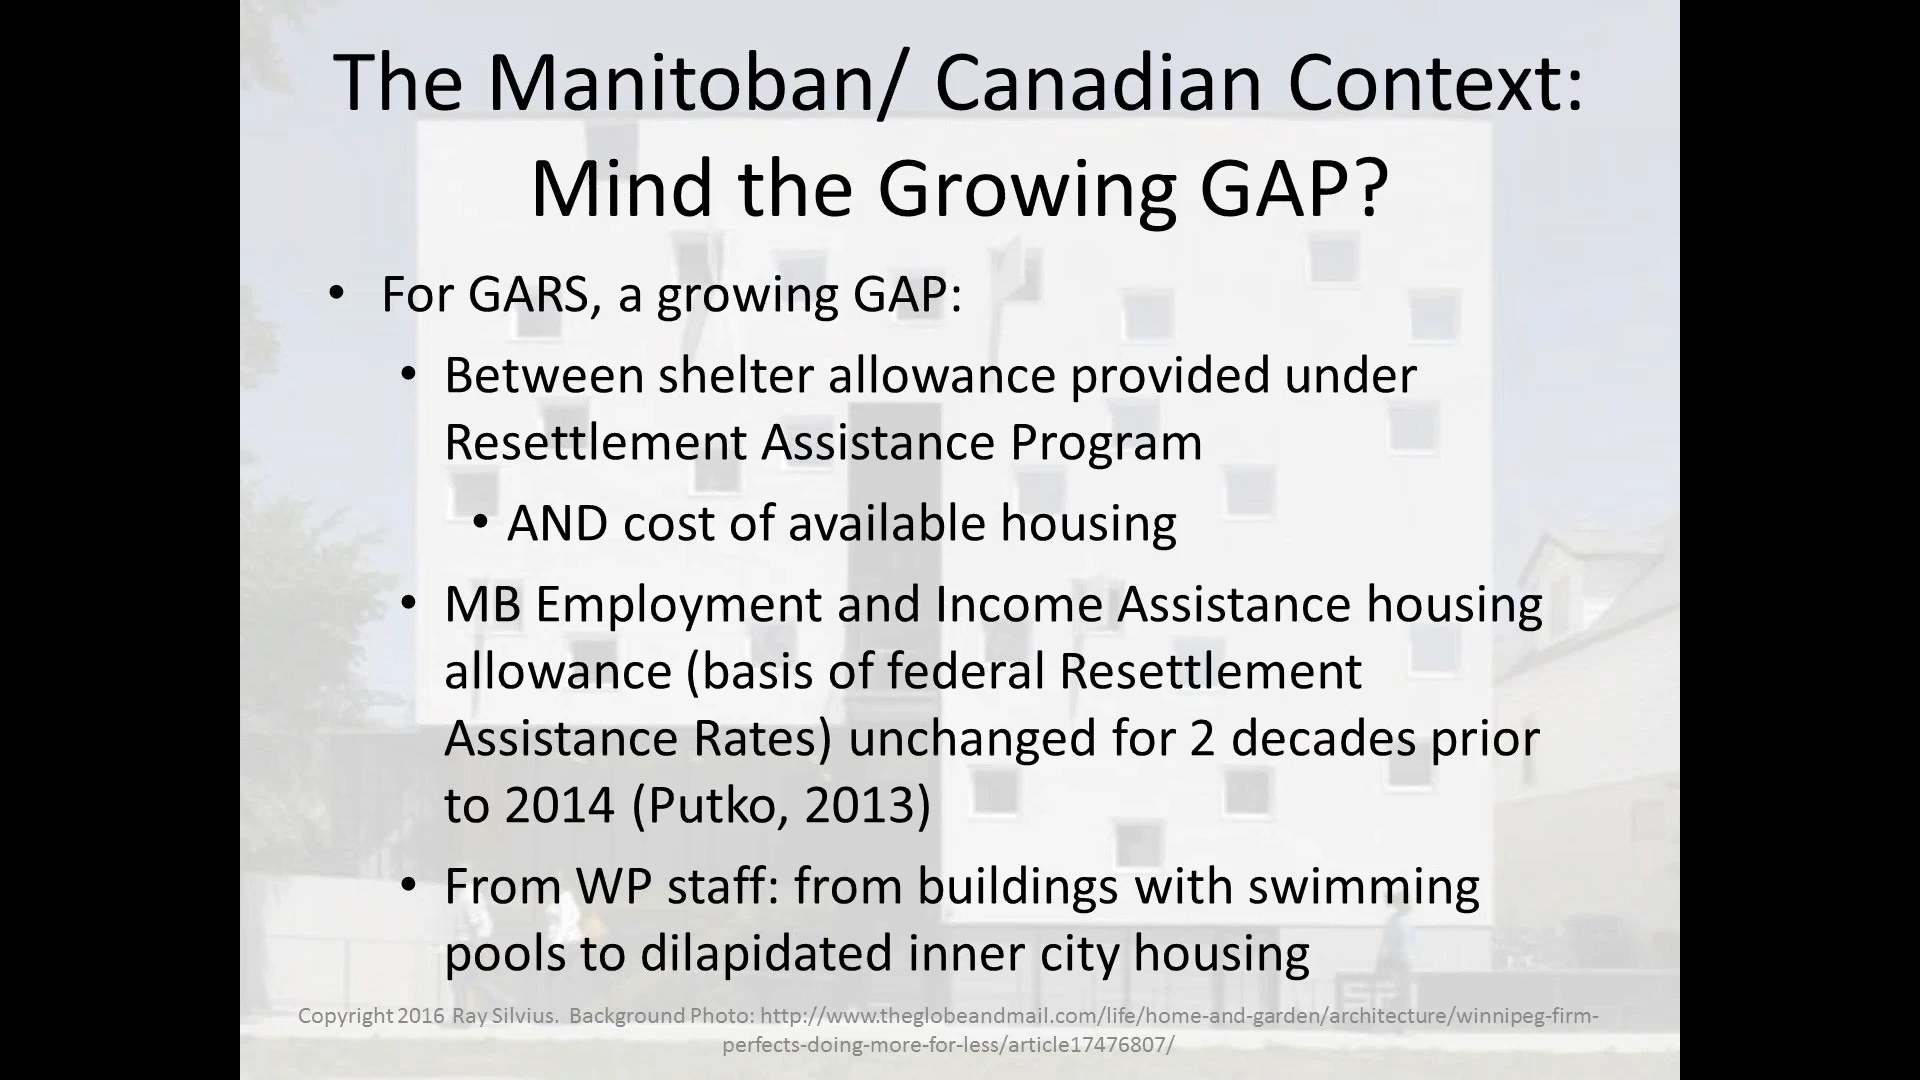 The Manitoban/ Canadian Context:
Mind the Growing GAP?
• For GARS, a growing GAP:
• Between shelter allowance provided under
Resettlement Assistance Program
• AND cost of available housing
• MB Employment and Income Assistance housing
allowance (basis of federal Resettlement
Assistance Rates) unchanged for 2 decades prior
to 2014 (Putko, 2013)
• From WP staff: from buildings with swimming
pools to dilapidated inner city housing
Copyright 2016 Ray Silvius. Background Photo: http://www.theglobeandmail.com/life/home-and-garden/architecture/winnipeg-firm-
perfects-doing-more-for-less/article17476807/